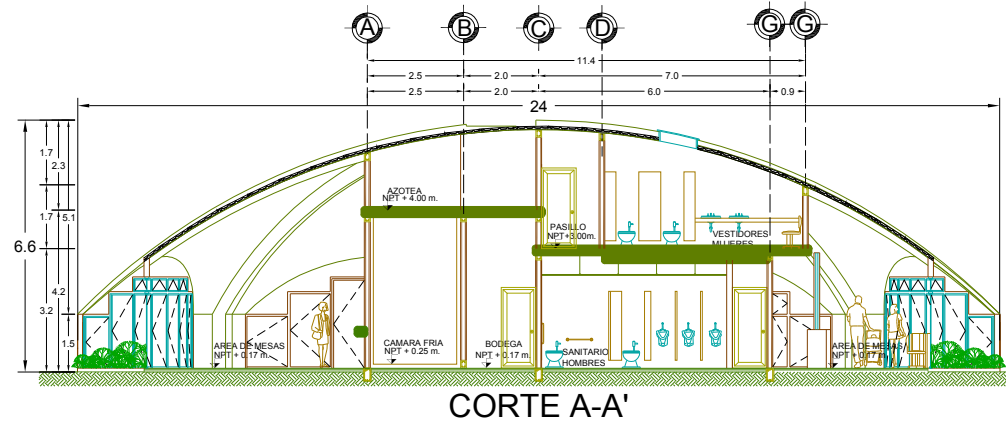 A B C D G G
11.4
2.5 2.0 7.0
2.5 2.0 6.0 0.9
24
1.7
2.3
1.7
5.1
6.6
4.2
3.2
1.5
AZOTEA
NPT + 4.00 m.
PASILLO
NPT+3.00m.
VESTIDORES
MUJERES
AREA DE MESAS
NPT + 0.17 m.
CAMARA FRIA
NPT + 0.25 m.
BODEGA
NPT + 0.17 m.
SANITARIO
HOMBRES
AREA DE MESAS
NPT + 0.17 m.
CORTE A-A'